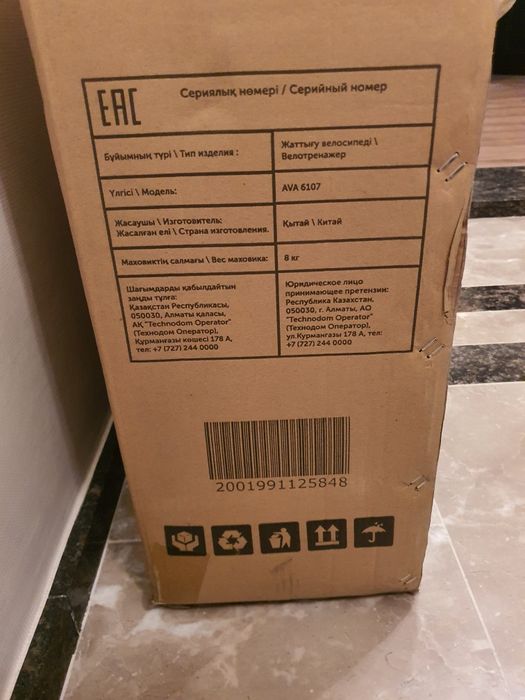 EAC
Сериялық нөмері / Серийный номер
Бұйымның түрі \ Тип изделия :
Жаттығу велосипеді \
Велотренажер
Үлгісі \ Модель:
AVA 6107
Жасаушы \ Изготовитель:
Жасалған елі \ Страна изготовления.
Қытай \ Китай
Маховиктің салмағы \ Вес маховика:
8 кг
Шағымдарды қабылдайтын
заңды тұлға:
Қазақстан Республикасы,
050030, Алматы қаласы,
АҚ "Technodom Operator"
(Технодом Оператор),
Құрманғазы көшесі 178 А,
тел: +7 (727) 244 0000
Юридическое лицо
принимающее претензии:
Республика Казахстан,
050030, г. Алматы, АО
"Technodom Operator"
(Технодом Оператор),
ул.Курмангазы 178 А,
+7 (727) 244 0000
2001991125848